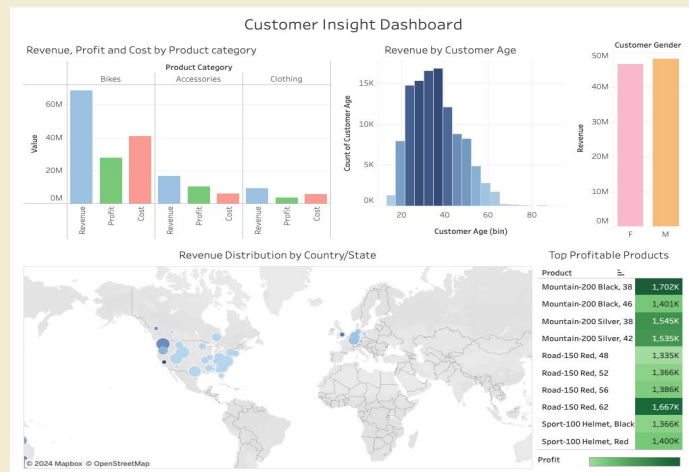 Customer Insight Dashboard
Revenue, Profit and Cost by Product category
Product Category
Bikes Accessories Clothing
60M
40M
20M
0M
Value
Revenue Profit Cost Revenue Profit Cost Revenue Profit Cost
Revenue by Customer Age
15K
10K
5K
0K
Count of Customer Age
20 40 60 80
Customer Age (bin)
Customer Gender
50M
40M
30M
20M
10M
0M
Revenue
F M
Revenue Distribution by Country/State
© 2024 Mapbox © OpenStreetMap
Top Profitable Products
Product
Mountain-200 Black, 38 1,702K
Mountain-200 Black, 46 1,401K
Mountain-200 Silver, 38 1,545K
Mountain-200 Silver, 42 1,535K
Road-150 Red, 48 1,335K
Road-150 Red, 52 1,366K
Road-150 Red, 56 1,386K
Road-150 Red, 62 1,667K
Sport-100 Helmet, Black 1,366K
Sport-100 Helmet, Red 1,400K
Profit